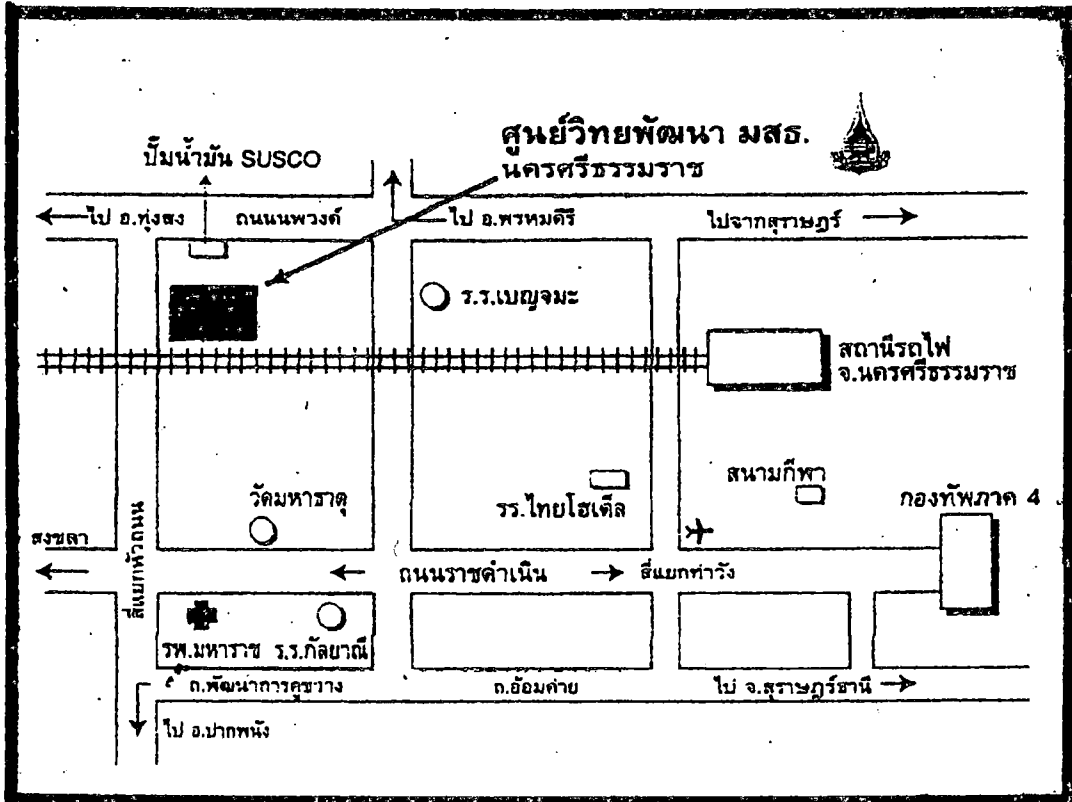 ศูนย์วิทยพัฒนา มสธ.
นครศรีธรรมราช
ปั๊มน้ำมัน SUSCO
ไป อ.ทุ่งสง
ถนนนพวงค์
ไป อ.พรหมคีรี
ไปจากสุราษฎร์
ร.ร.เบญจมะ
สถานีรถไฟ
จ.นครศรีธรรมราช
วัดมหาธาตุ
รร.ไทยโฮเต็ล
สนามกีฬา
กองทัพภาค 4
สงขลา
สี่แยกหัวถนน
ถนนราชดำเนิน
สี่แยกท่าวัง
รพ.มหาราช
ร.ร.กัลยาณี
ถ.พัฒนาการคูขวาง
ถ.อ้อมค่าย
ไป จ.สุราษฎร์ธานี
ไป อ.ปากพนัง